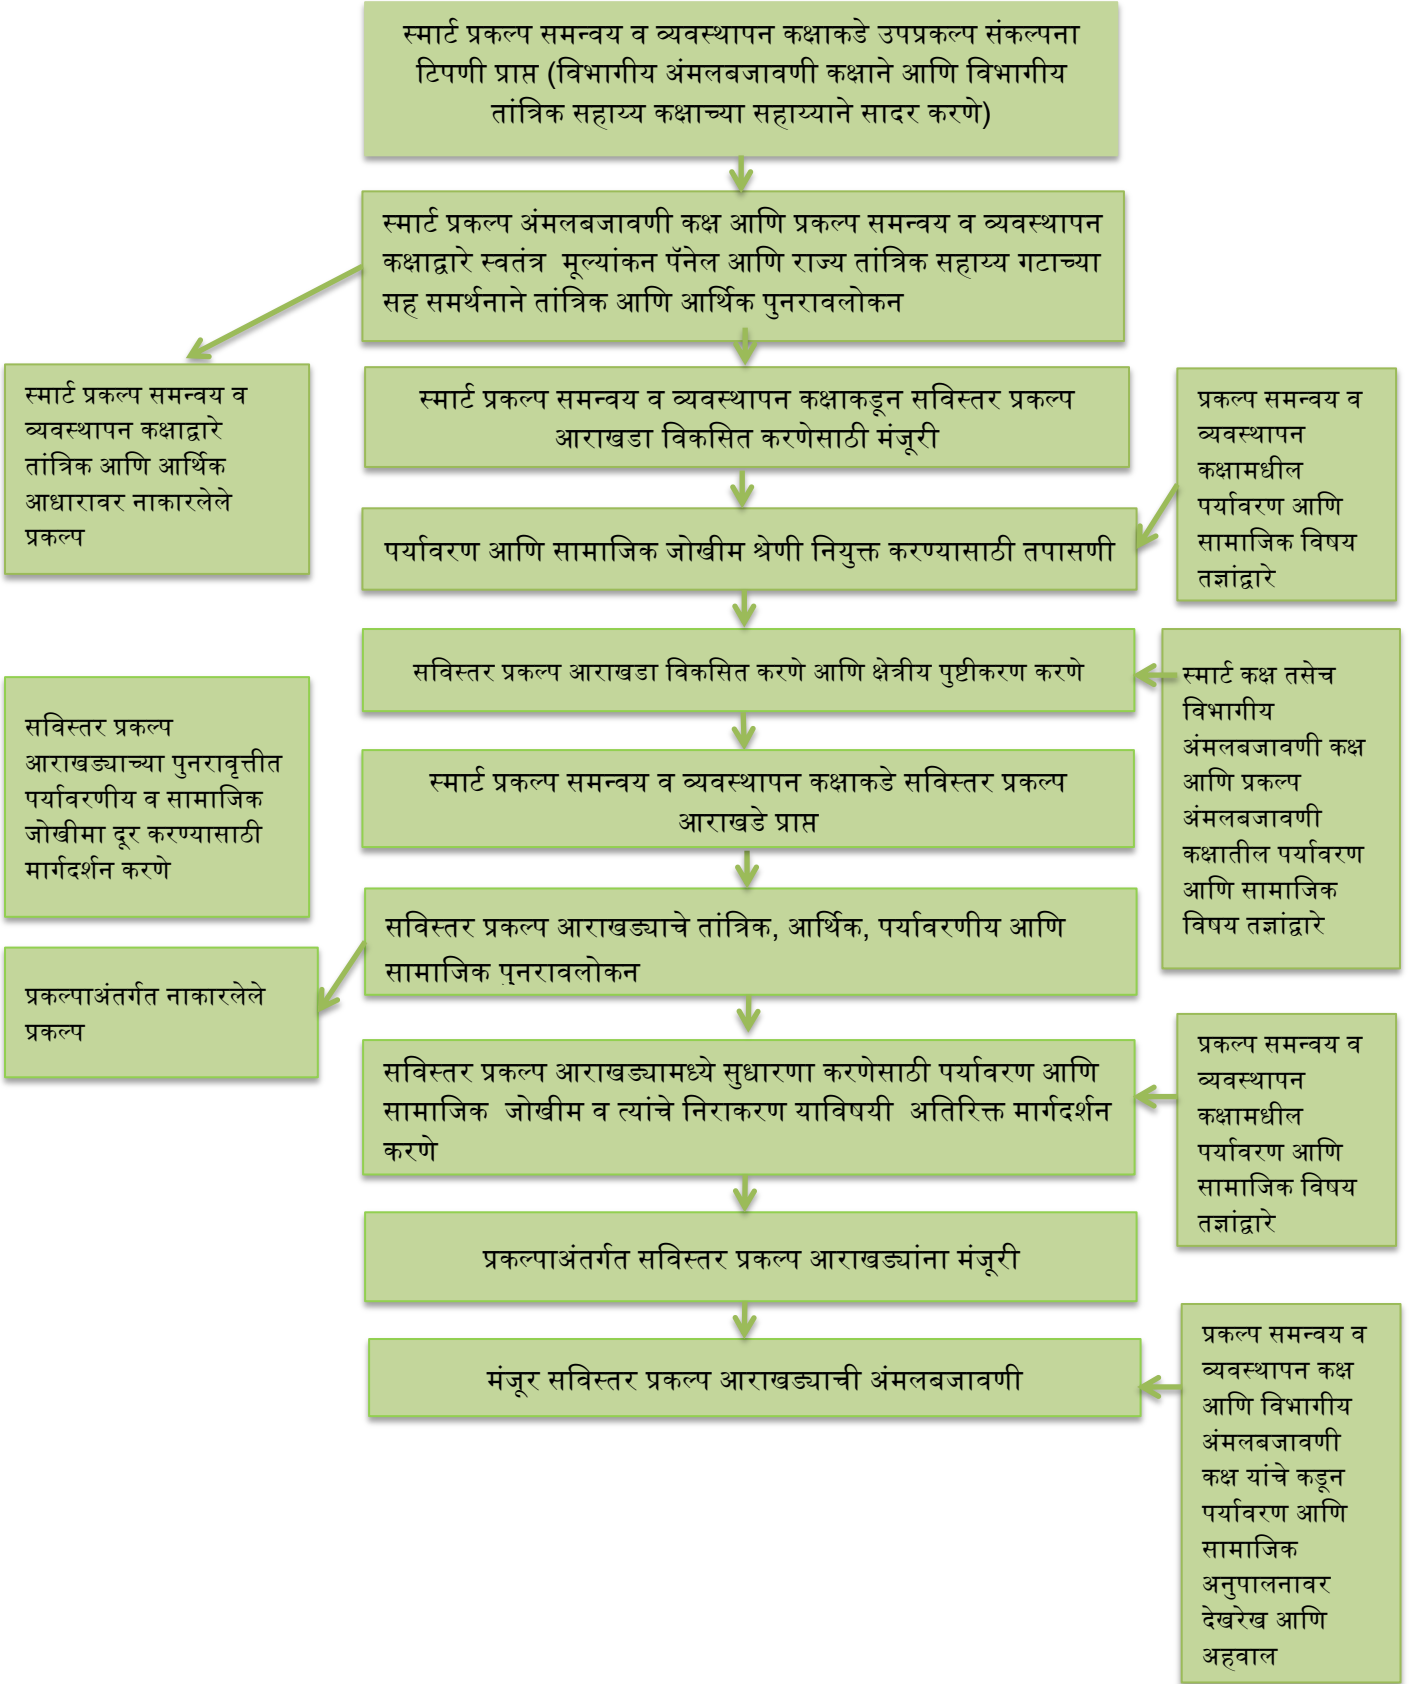 स्मार्ट प्रकल्प समन्वय व व्यवस्थापन कक्षाकडे उपप्रकल्प संकल्पना
टिपणी प्राप्त (विभागीय अंमलबजावणी कक्षाने आणि विभागीय
तांत्रिक सहाय्य कक्षाच्या सहाय्याने सादर करणे)
स्मार्ट प्रकल्प अंमलबजावणी कक्ष आणि प्रकल्प समन्वय व व्यवस्थापन
कक्षाद्वारे स्वतंत्र मूल्यांकन पॅनेल आणि राज्य तांत्रिक सहाय्य गटाच्या
सह समर्थनाने तांत्रिक आणि आर्थिक पुनरावलोकन
स्मार्ट प्रकल्प समन्वय व
व्यवस्थापन कक्षाद्वारे
तांत्रिक आणि आर्थिक
आधारावर नाकारलेले
प्रकल्प
स्मार्ट प्रकल्प समन्वय व व्यवस्थापन कक्षाकडून सविस्तर प्रकल्प
आराखडा विकसित करणेसाठी मंजूरी
प्रकल्प समन्वय व
व्यवस्थापन
कक्षामधील
पर्यावरण आणि
सामाजिक विषय
तज्ञांद्वारे
पर्यावरण आणि सामाजिक जोखीम श्रेणी नियुक्त करण्यासाठी तपासणी
सविस्तर प्रकल्प आराखडा विकसित करणे आणि क्षेत्रीय पुष्टीकरण करणे
स्मार्ट कक्ष तसेच
विभागीय
अंमलबजावणी कक्ष
आणि प्रकल्प
अंमलबजावणी
कक्षातील पर्यावरण
आणि सामाजिक
विषय तज्ञांद्वारे
सविस्तर प्रकल्प
आराखड्याच्या पुनरावृत्तीत
पर्यावरणीय व सामाजिक
जोखीमा दूर करण्यासाठी
मार्गदर्शन करणे
स्मार्ट प्रकल्प समन्वय व व्यवस्थापन कक्षाकडे सविस्तर प्रकल्प
आराखडे प्राप्त
सविस्तर प्रकल्प आराखड्याचे तांत्रिक, आर्थिक, पर्यावरणीय आणि
सामाजिक पुनरावलोकन
प्रकल्पाअंतर्गत नाकारलेले
प्रकल्प
सविस्तर प्रकल्प आराखड्यामध्ये सुधारणा करणेसाठी पर्यावरण आणि
सामाजिक जोखीम व त्यांचे निराकरण याविषयी अतिरिक्त मार्गदर्शन
करणे
प्रकल्प समन्वय व
व्यवस्थापन
कक्षामधील
पर्यावरण आणि
सामाजिक विषय
तज्ञांद्वारे
प्रकल्पाअंतर्गत सविस्तर प्रकल्प आराखड्यांना मंजूरी
मंजूर सविस्तर प्रकल्प आराखड्याची अंमलबजावणी
प्रकल्प समन्वय व
व्यवस्थापन कक्ष
आणि विभागीय
अंमलबजावणी
कक्ष यांचे कडून
पर्यावरण आणि
सामाजिक
अनुपालनावर
देखरेख आणि
अहवाल